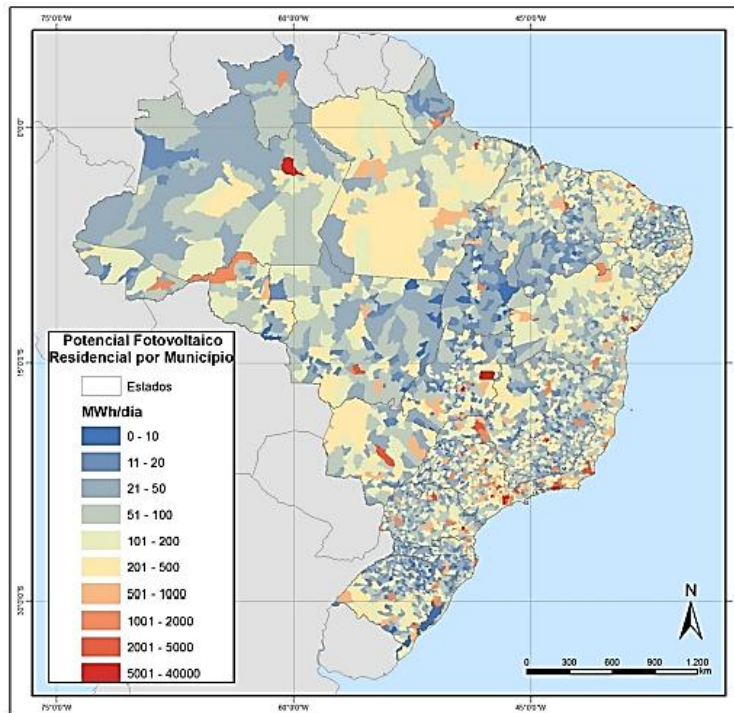 75°0'0"W
60°0'0"W
45°0'0"W
0°0'0"
15°0'0"S
30°0'0"S
Potencial Fotovoltaico
Residencial por Município
Estados
MWh/dia
0 - 10
11 - 20
21 - 50
51 - 100
101 - 200
201 - 500
501 - 1000
1001 - 2000
2001 - 5000
5001 - 40000
N
0 300 600 900 1.200
km
75°0'0"W
60°0'0"W
45°0'0"W